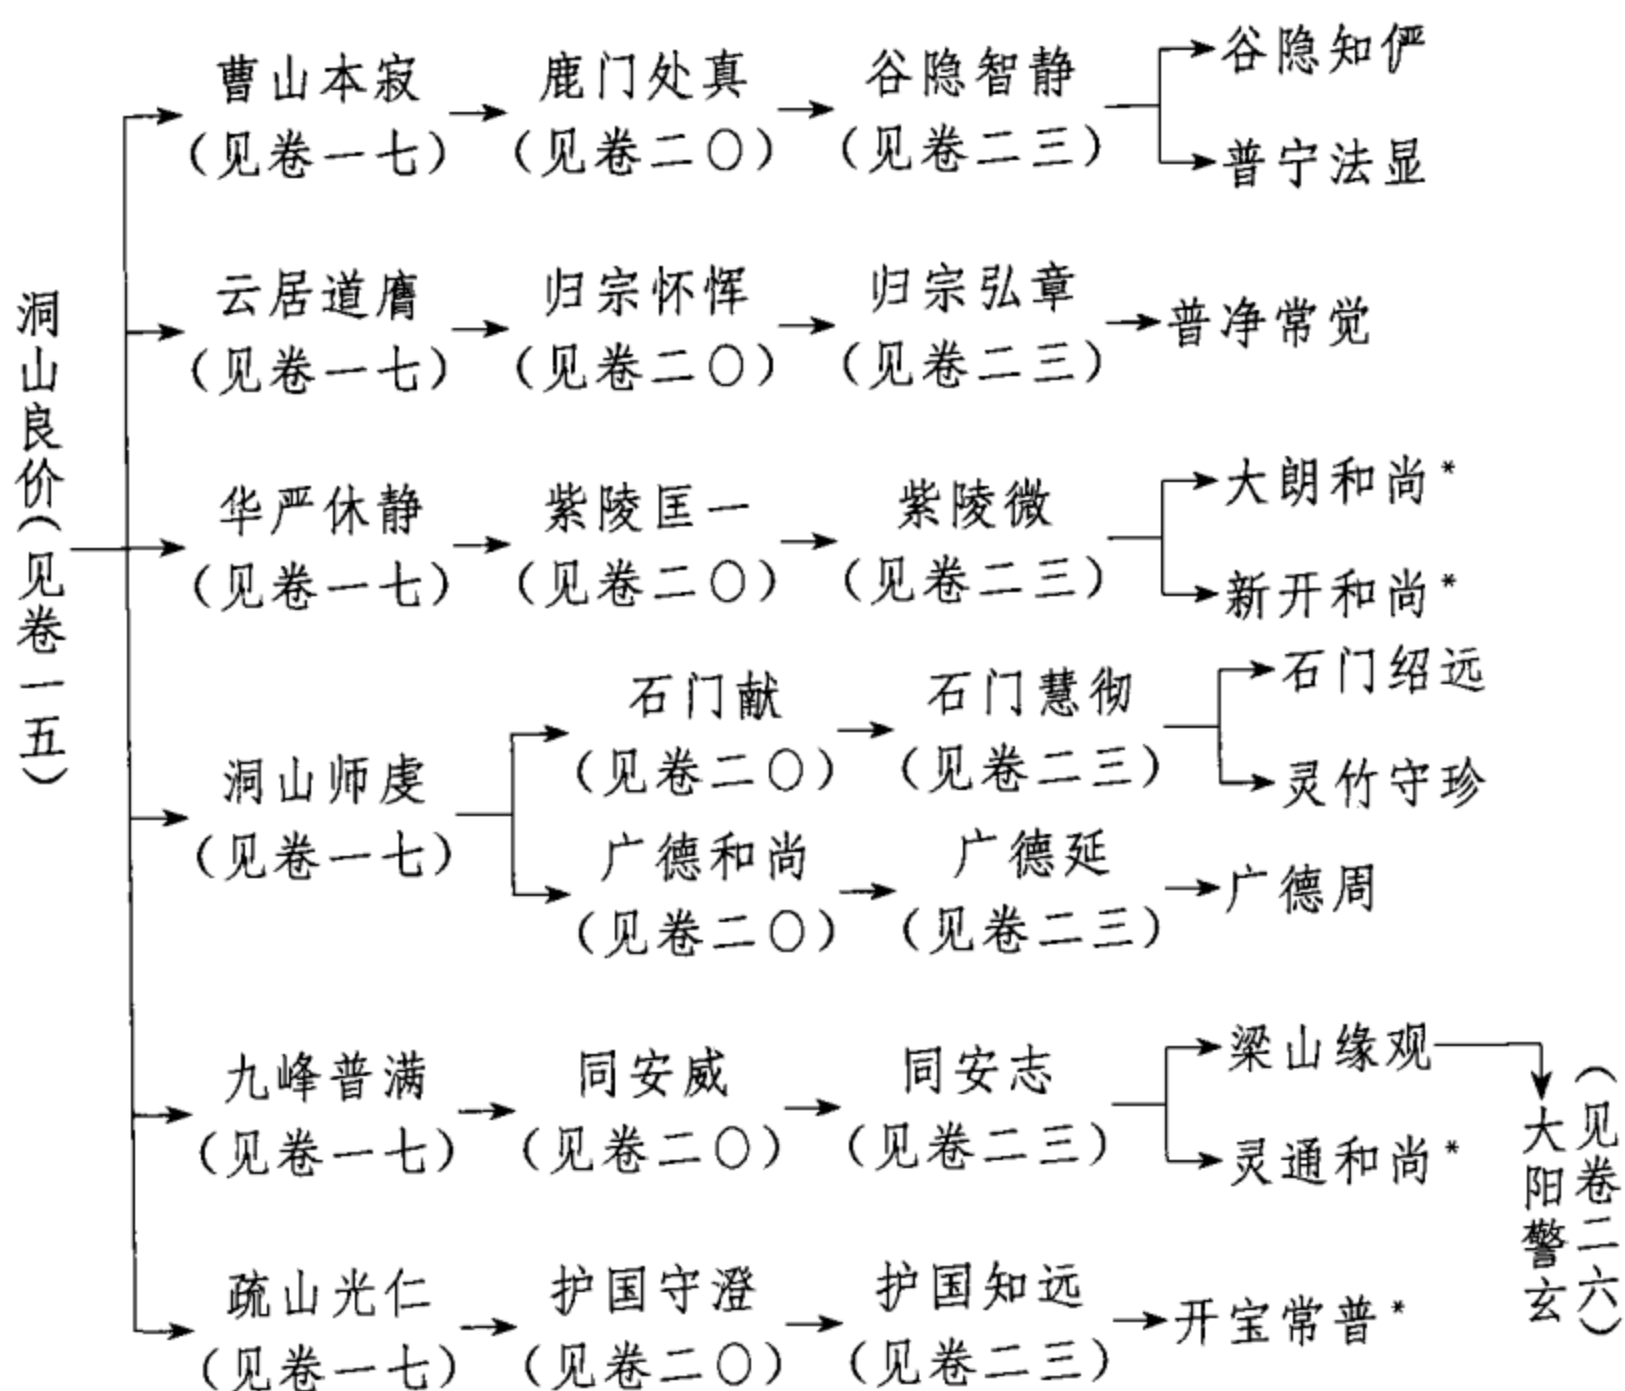 洞山良价(见卷一五)
曹山本寂
(见卷一七)
鹿门处真
(见卷二〇)
谷隐智静
(见卷二三)
谷隐知俨
普宁法显
云居道膺
(见卷一七)
归宗怀恽
(见卷二〇)
归宗弘章
(见卷二三)
普净常觉
华严休静
(见卷一七)
紫陵匡一
(见卷二〇)
紫陵微
(见卷二三)
大朗和尚*
新开和尚*
洞山师虔
(见卷一七)
石门献
(见卷二〇)
石门慧彻
(见卷二三)
石门绍远
灵竹守珍
广德和尚
(见卷二〇)
广德延
(见卷二三)
广德周
九峰普满
(见卷一七)
同安威
(见卷二〇)
同安志
(见卷二三)
梁山缘观
灵通和尚*
大阳警玄
(见卷二六)
疏山光仁
(见卷一七)
护国守澄
(见卷二〇)
护国知远
(见卷二三)
开宝常普*